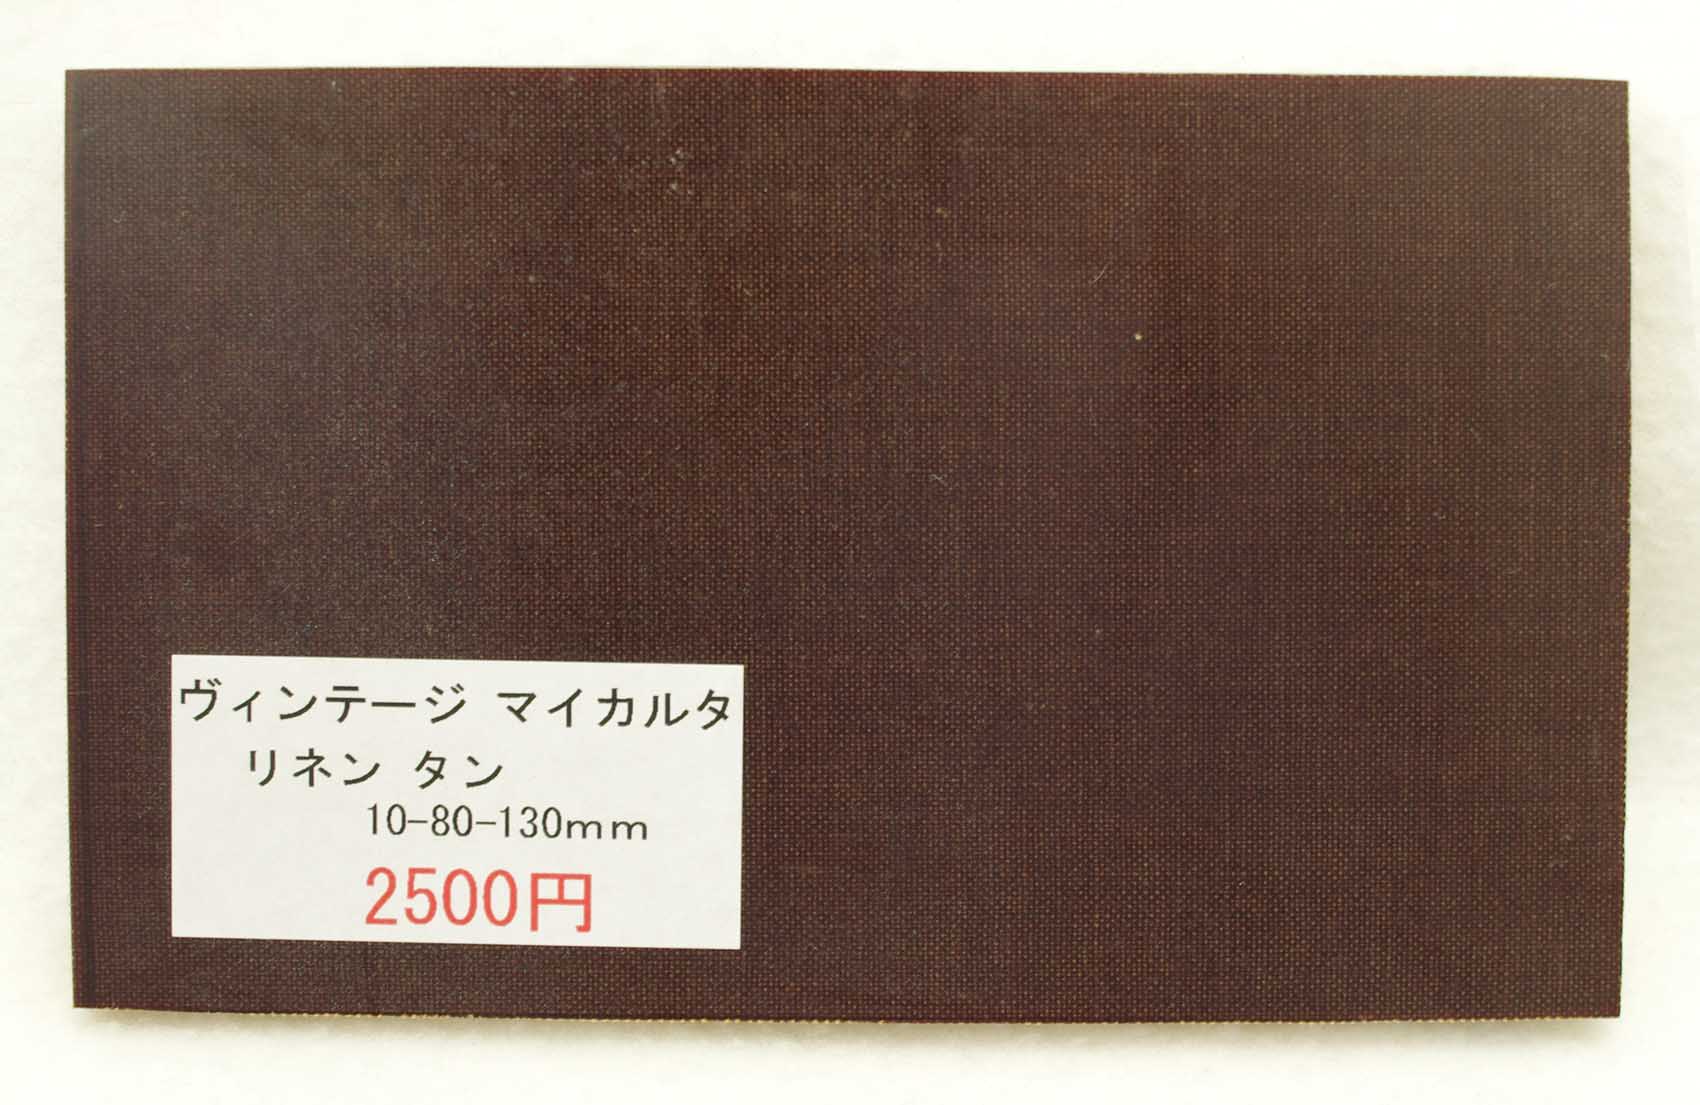 ヴィンテージ マイカルタ
リネン タン
10-80-130mm
2500円